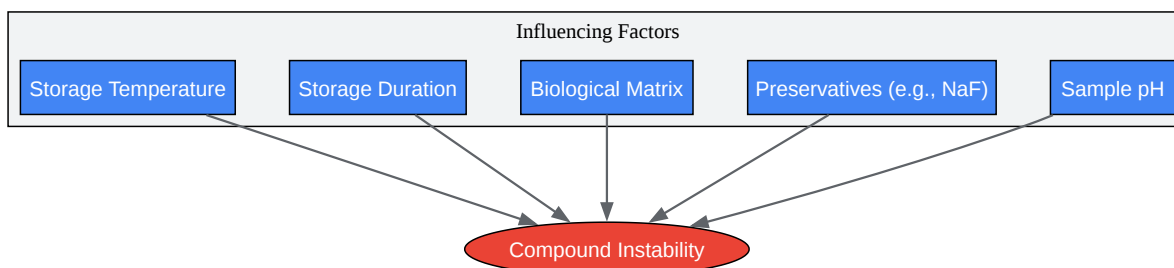 Influencing Factors
Storage Temperature
Storage Duration
Biological Matrix
Preservatives (e.g., NaF)
Sample pH
Compound Instability